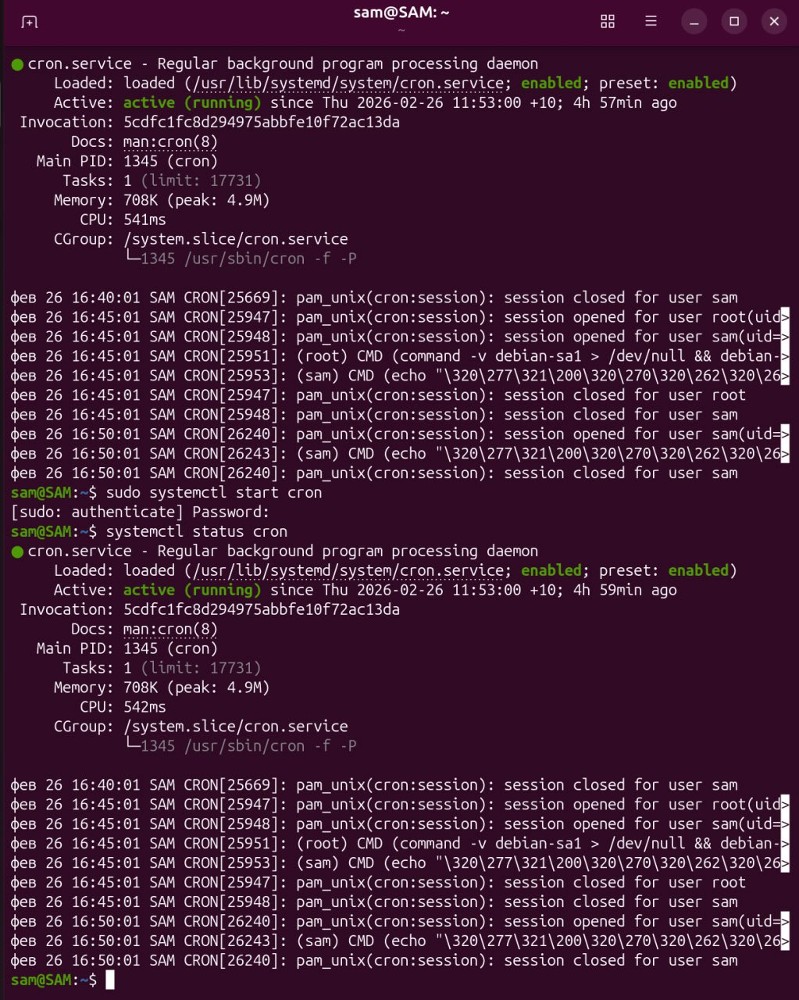 sam@SAM: ~
~
● cron.service - Regular background program processing daemon
Loaded: loaded (/usr/lib/systemd/system/cron.service; enabled; preset: enabled)
Active: active (running) since Thu 2026-02-26 11:53:00 +10; 4h 57min ago
Invocation: 5cdfc1fc8d294975abbfe10f72ac13da
Docs: man:cron(8)
Main PID: 1345 (cron)
Tasks: 1 (limit: 17731)
Memory: 708K (peak: 4.9M)
CPU: 541ms
CGroup: /system.slice/cron.service
└─1345 /usr/sbin/cron -f -P
фев 26 16:40:01 SAM CRON[25669]: pam_unix(cron:session): session closed for user sam
фев 26 16:45:01 SAM CRON[25947]: pam_unix(cron:session): session opened for user root(uid>
фев 26 16:45:01 SAM CRON[25948]: pam_unix(cron:session): session opened for user sam(uid=>
фев 26 16:45:01 SAM CRON[25951]: (root) CMD (command -v debian-sa1 > /dev/null && debian->
фев 26 16:45:01 SAM CRON[25953]: (sam) CMD (echo "\320\277\321\200\320\270\320\262\320\26>
фев 26 16:45:01 SAM CRON[25947]: pam_unix(cron:session): session closed for user root
фев 26 16:45:01 SAM CRON[25948]: pam_unix(cron:session): session closed for user sam
фев 26 16:50:01 SAM CRON[26240]: pam_unix(cron:session): session opened for user sam(uid=>
фев 26 16:50:01 SAM CRON[26243]: (sam) CMD (echo "\320\277\321\200\320\270\320\262\320\26>
фев 26 16:50:01 SAM CRON[26240]: pam_unix(cron:session): session closed for user sam
sam@SAM:~$ sudo systemctl start cron
[sudo: authenticate] Password:
sam@SAM:~$ systemctl status cron
● cron.service - Regular background program processing daemon
Loaded: loaded (/usr/lib/systemd/system/cron.service; enabled; preset: enabled)
Active: active (running) since Thu 2026-02-26 11:53:00 +10; 4h 59min ago
Invocation: 5cdfc1fc8d294975abbfe10f72ac13da
Docs: man:cron(8)
Main PID: 1345 (cron)
Tasks: 1 (limit: 17731)
Memory: 708K (peak: 4.9M)
CPU: 542ms
CGroup: /system.slice/cron.service
└─1345 /usr/sbin/cron -f -P
фев 26 16:40:01 SAM CRON[25669]: pam_unix(cron:session): session closed for user sam
фев 26 16:45:01 SAM CRON[25947]: pam_unix(cron:session): session opened for user root(uid>
фев 26 16:45:01 SAM CRON[25948]: pam_unix(cron:session): session opened for user sam(uid=>
фев 26 16:45:01 SAM CRON[25951]: (root) CMD (command -v debian-sa1 > /dev/null && debian->
фев 26 16:45:01 SAM CRON[25953]: (sam) CMD (echo "\320\277\321\200\320\270\320\262\320\26>
фев 26 16:45:01 SAM CRON[25947]: pam_unix(cron:session): session closed for user root
фев 26 16:45:01 SAM CRON[25948]: pam_unix(cron:session): session closed for user sam
фев 26 16:50:01 SAM CRON[26240]: pam_unix(cron:session): session opened for user sam(uid=>
фев 26 16:50:01 SAM CRON[26243]: (sam) CMD (echo "\320\277\321\200\320\270\320\262\320\26>
фев 26 16:50:01 SAM CRON[26240]: pam_unix(cron:session): session closed for user sam
sam@SAM:~$